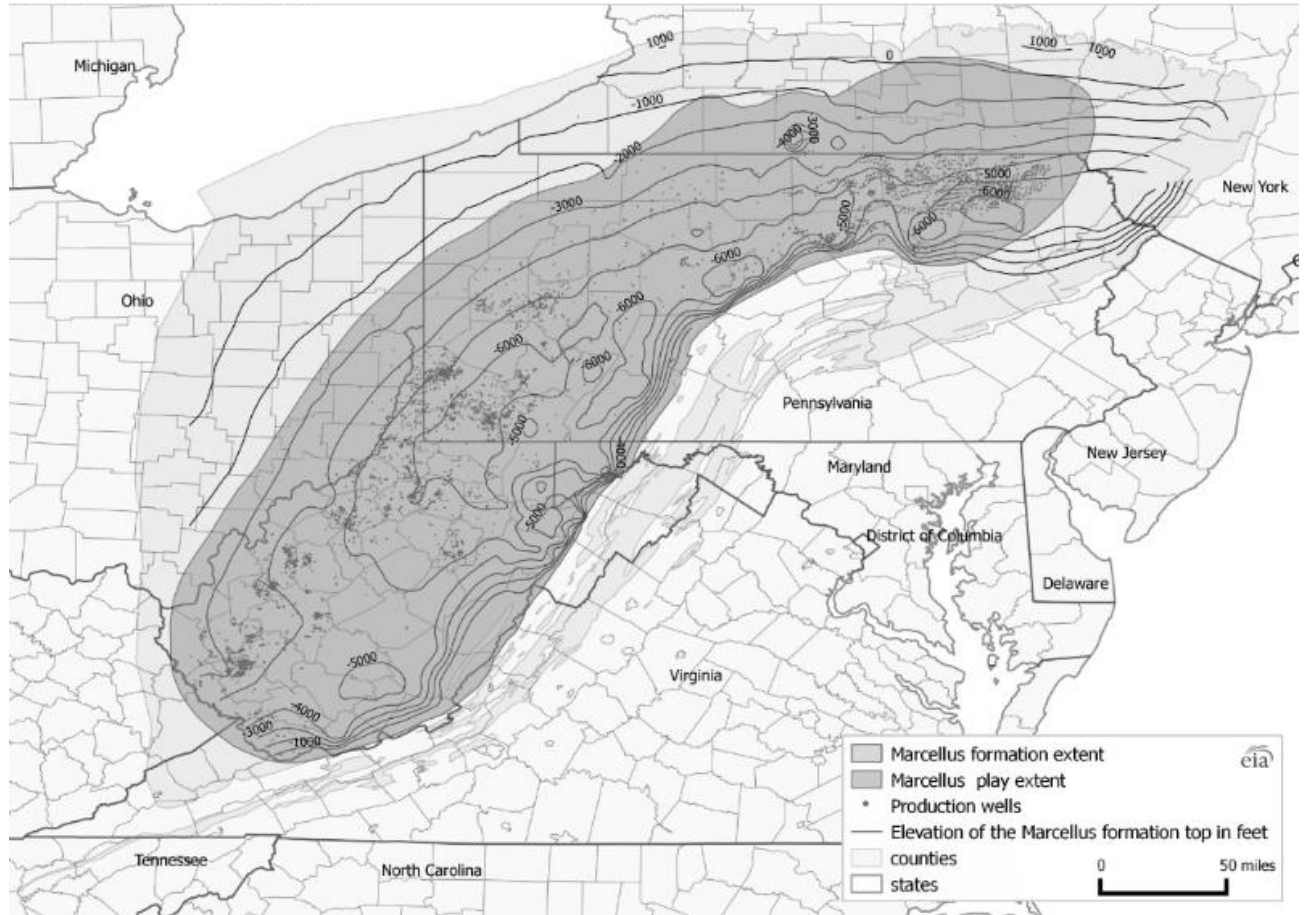 1000
1000
1000
0
Michigan
-1000
-2000
-3000
-4000
-3000
-5000
-6000
-5000
-6000
New York
-6000
-6000
Ohio
-6000
-6000
-5000
Pennsylvania
New Jersey
-4000
Maryland
-5000
District of Columbia
Delaware
-5000
Virginia
-4000
-3000
1000
Tennessee
North Carolina
Marcellus formation extent
eia
Marcellus play extent
Production wells
Elevation of the Marcellus formation top in feet
counties
states
0 50 miles